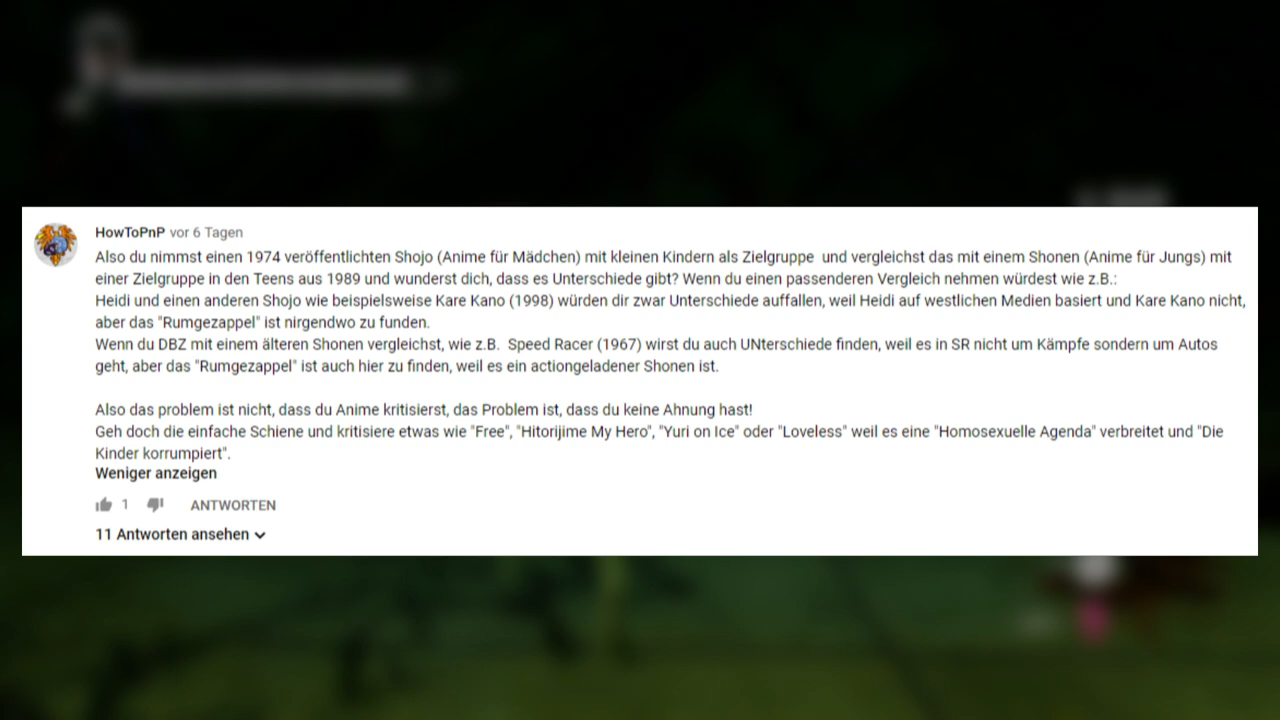 HowToPnP vor 6 Tagen
Also du nimmst einen 1974 veröffentlichten Shojo (Anime für Mädchen) mit kleinen Kindern als Zielgruppe  und vergleichst das mit einem Shonen (Anime für Jungs) mit
einer Zielgruppe in den Teens aus 1989 und wunderst dich, dass es Unterschiede gibt? Wenn du einen passenderen Vergleich nehmen würdest wie z.B.:
Heidi und einen anderen Shojo wie beispielsweise Kare Kano (1998) würden dir zwar Unterschiede auffallen, weil Heidi auf westlichen Medien basiert und Kare Kano nicht,
aber das "Rumgezappel" ist nirgendwo zu funden.
Wenn du DBZ mit einem älteren Shonen vergleichst, wie z.B.  Speed Racer (1967) wirst du auch UNterschiede finden, weil es in SR nicht um Kämpfe sondern um Autos
geht, aber das "Rumgezappel" ist auch hier zu finden, weil es ein actiongeladener Shonen ist.
Also das problem ist nicht, dass du Anime kritisierst, das Problem ist, dass du keine Ahnung hast!
Geh doch die einfache Schiene und kritisiere etwas wie "Free", "Hitorijime My Hero", "Yuri on Ice" oder "Loveless" weil es eine "Homosexuelle Agenda" verbreitet und "Die
Kinder korrumpiert".
Weniger anzeigen
1 ANTWORTEN
11 Antworten ansehen